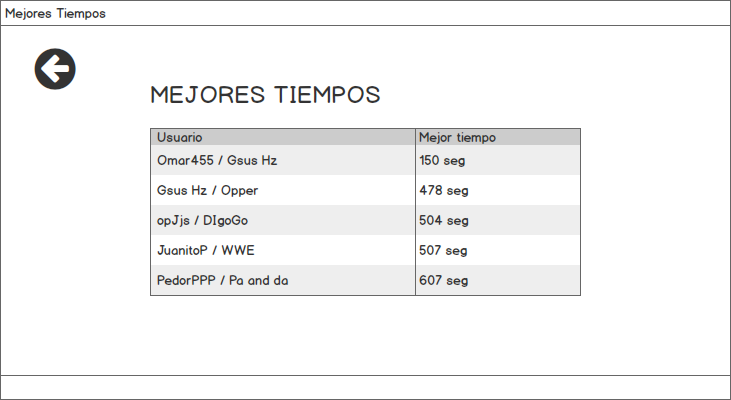 Mejores Tiempos
MEJORES TIEMPOS
Usuario Mejor tiempo
Omar455 / Gsus Hz 150 seg
Gsus Hz / Opper 478 seg
opJjs / DIgoGo 504 seg
JuanitoP / WWE 507 seg
PedorPPP / Pa and da 607 seg